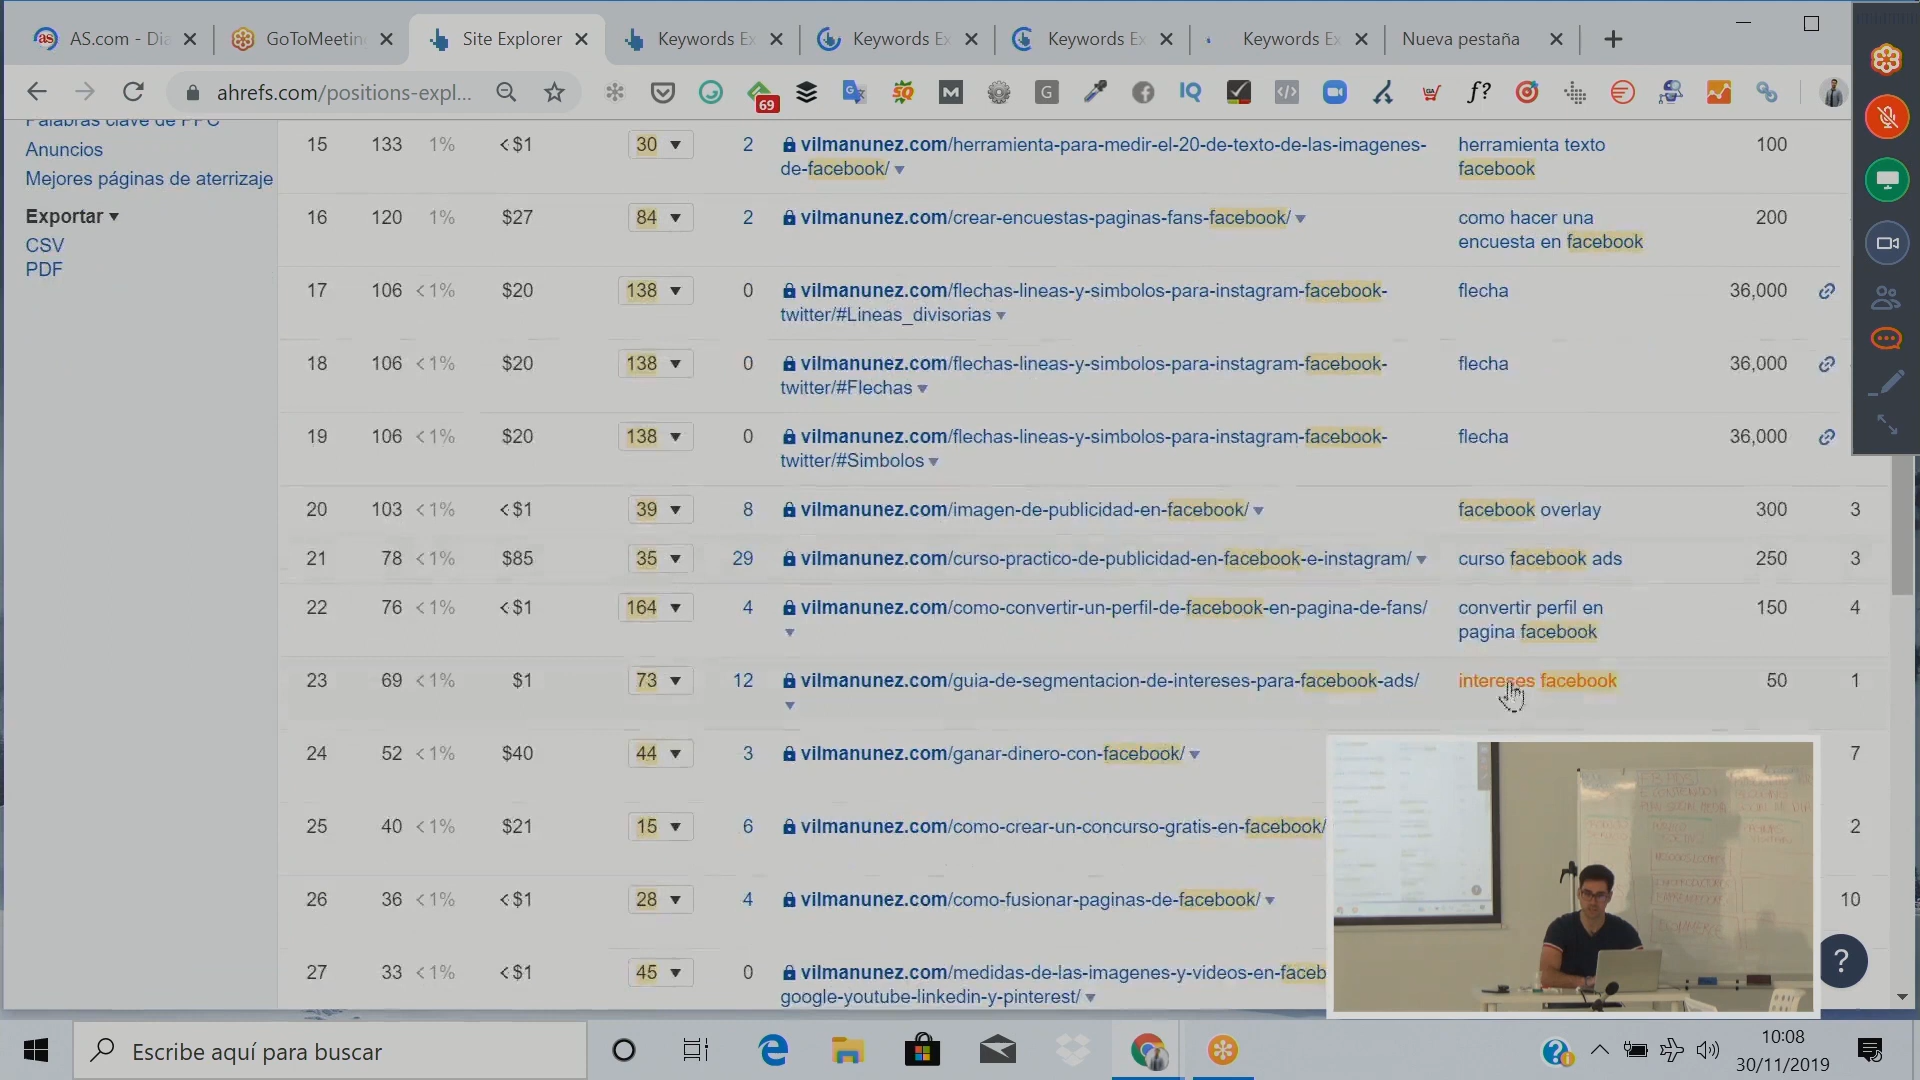 AS.com - Dia
GoToMeeting
Site Explorer
Keywords Ex
Keywords Ex
Keywords Ex
Keywords Ex
Nueva pestaña
ahrefs.com/positions-expl...
69
Palabras clave de PPC
Anuncios
Mejores páginas de aterrizaje
Exportar
CSV
PDF
15 133 1% <$1 30 2 vilmanunez.com/herramienta-para-medir-el-20-de-texto-de-las-imagenes- herramienta texto 100
de-facebook/ facebook
16 120 1% $27 84 2 vilmanunez.com/crear-encuestas-paginas-fans-facebook/ como hacer una 200
encuesta en facebook
17 106 <1% $20 138 0 vilmanunez.com/flechas-lineas-y-simbolos-para-instagram-facebook- flecha 36,000
twitter/#Lineas_divisorias
18 106 <1% $20 138 0 vilmanunez.com/flechas-lineas-y-simbolos-para-instagram-facebook- flecha 36,000
twitter/#Flechas
19 106 <1% $20 138 0 vilmanunez.com/flechas-lineas-y-simbolos-para-instagram-facebook- flecha 36,000
twitter/#Simbolos
20 103 <1% <$1 39 8 vilmanunez.com/imagen-de-publicidad-en-facebook/ facebook overlay 300 3
21 78 <1% $85 35 29 vilmanunez.com/curso-practico-de-publicidad-en-facebook-e-instagram/ curso facebook ads 250 3
22 76 <1% <$1 164 4 vilmanunez.com/como-convertir-un-perfil-de-facebook-en-pagina-de-fans/ convertir perfil en 150 4
pagina facebook
23 69 <1% $1 73 12 vilmanunez.com/guia-de-segmentacion-de-intereses-para-facebook-ads/ intereses facebook 50 1
24 52 <1% $40 44 3 vilmanunez.com/ganar-dinero-con-facebook/ 7
25 40 <1% $21 15 6 vilmanunez.com/como-crear-un-concurso-gratis-en-facebook/ 2
26 36 <1% <$1 28 4 vilmanunez.com/como-fusionar-paginas-de-facebook/ 10
27 33 <1% <$1 45 0 vilmanunez.com/medidas-de-las-imagenes-y-videos-en-faceb
google-youtube-linkedin-y-pinterest/
?
Escribe aquí para buscar
10:08
30/11/2019